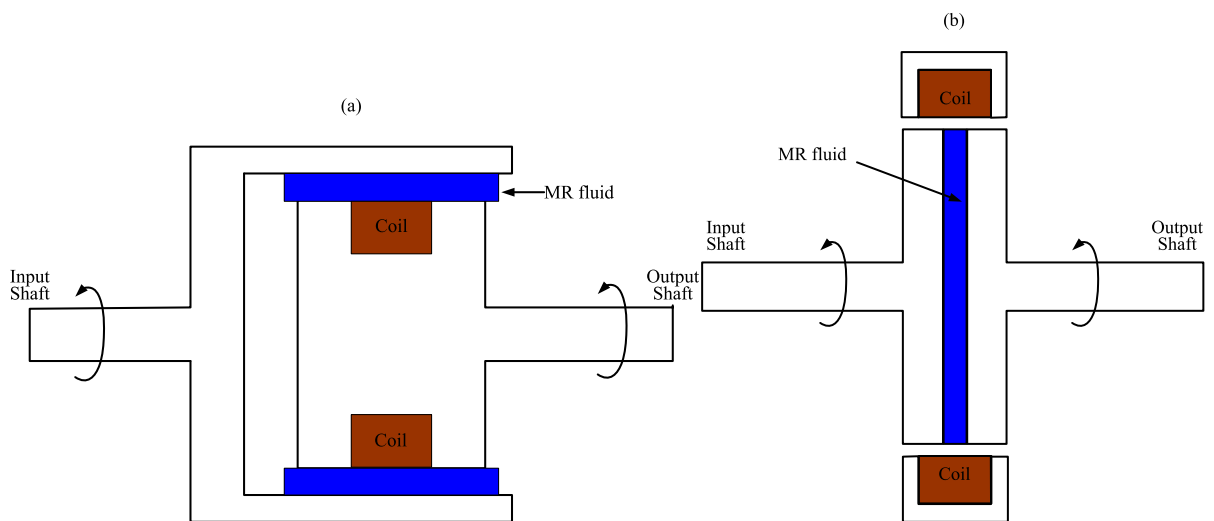 (a)
Coil
MR fluid
Input
Shaft
Output
Shaft
Coil
(b)
Coil
MR fluid
Input
Shaft
Output
Shaft
Coil